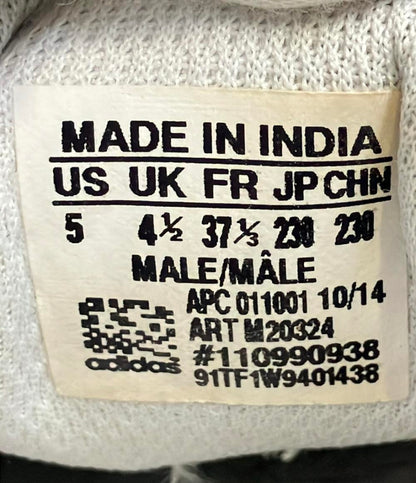 MADE IN INDIA
US UK FR JP CHN
5 4½ 37⅓ 230 230
MALE/MÂLE
APC 011001 10/14
ART M20324
#110990938
adidas 91TF1W9401438